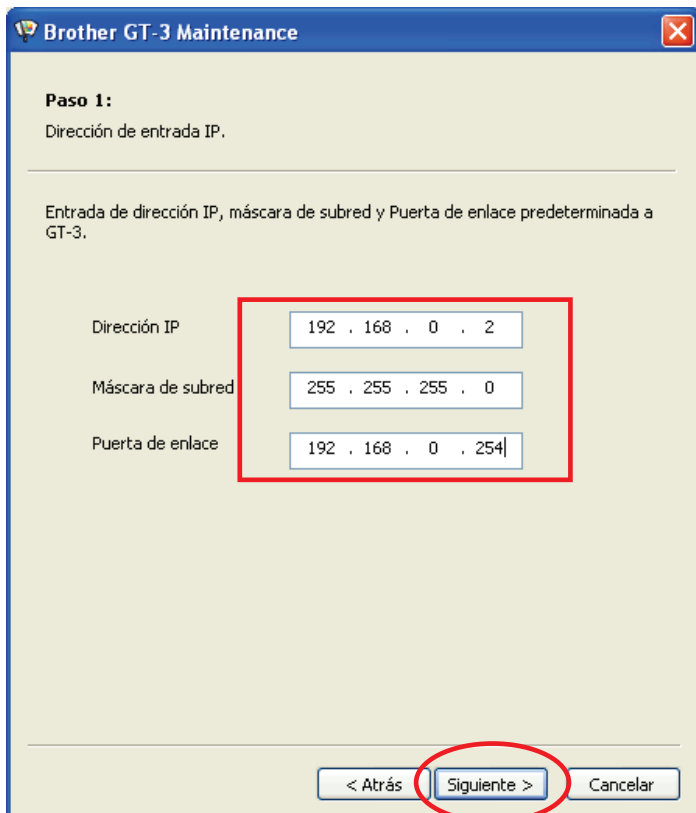 Brother GT-3 Maintenance
Paso 1:
Dirección de entrada IP.
Entrada de dirección IP, máscara de subred y Puerta de enlace predeterminada a
GT-3.
Dirección IP 192 . 168 . 0 . 2
Máscara de subred 255 . 255 . 255 . 0
Puerta de enlace 192 . 168 . 0 . 254
< Atrás Siguiente > Cancelar